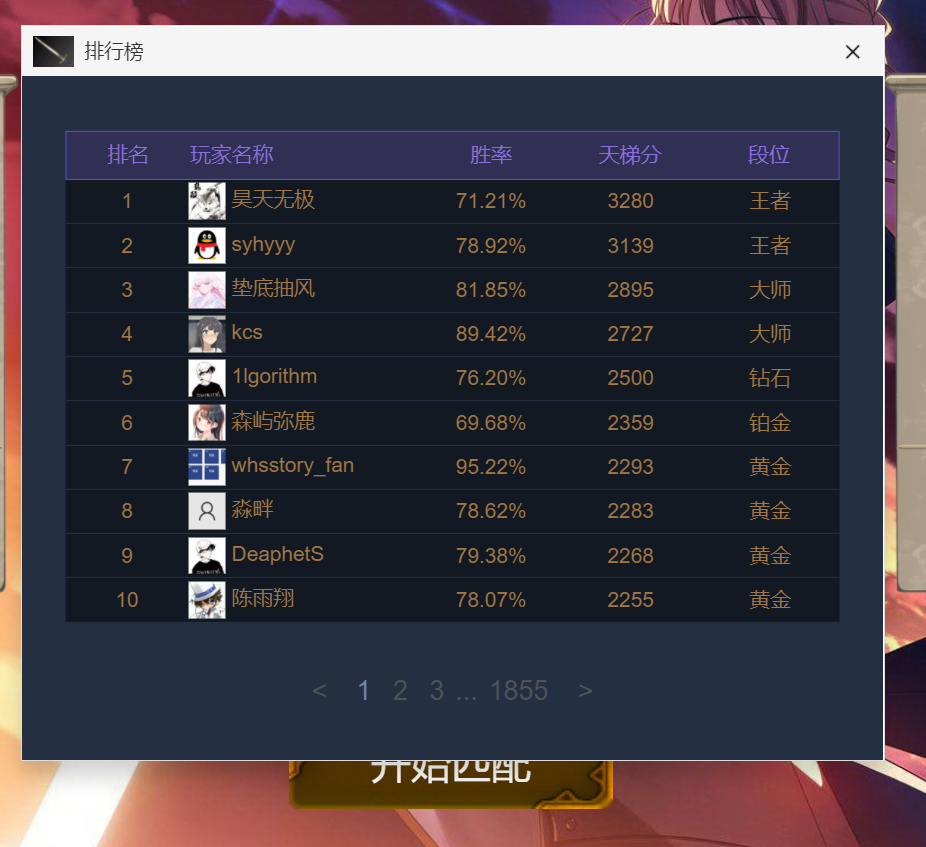 排行榜
排名 玩家名称 胜率 天梯分 段位
1 昊天无极 71.21% 3280 王者
2 syhyyy 78.92% 3139 王者
3 垫底抽风 81.85% 2895 大师
4 kcs 89.42% 2727 大师
5 1lgorithm 76.20% 2500 钻石
6 森屿弥鹿 69.68% 2359 铂金
7 whsstory_fan 95.22% 2293 黄金
8 淼畔 78.62% 2283 黄金
9 DeaphetS 79.38% 2268 黄金
10 陈雨翔 78.07% 2255 黄金
< 1 2 3 ... 1855 >
开始匹配